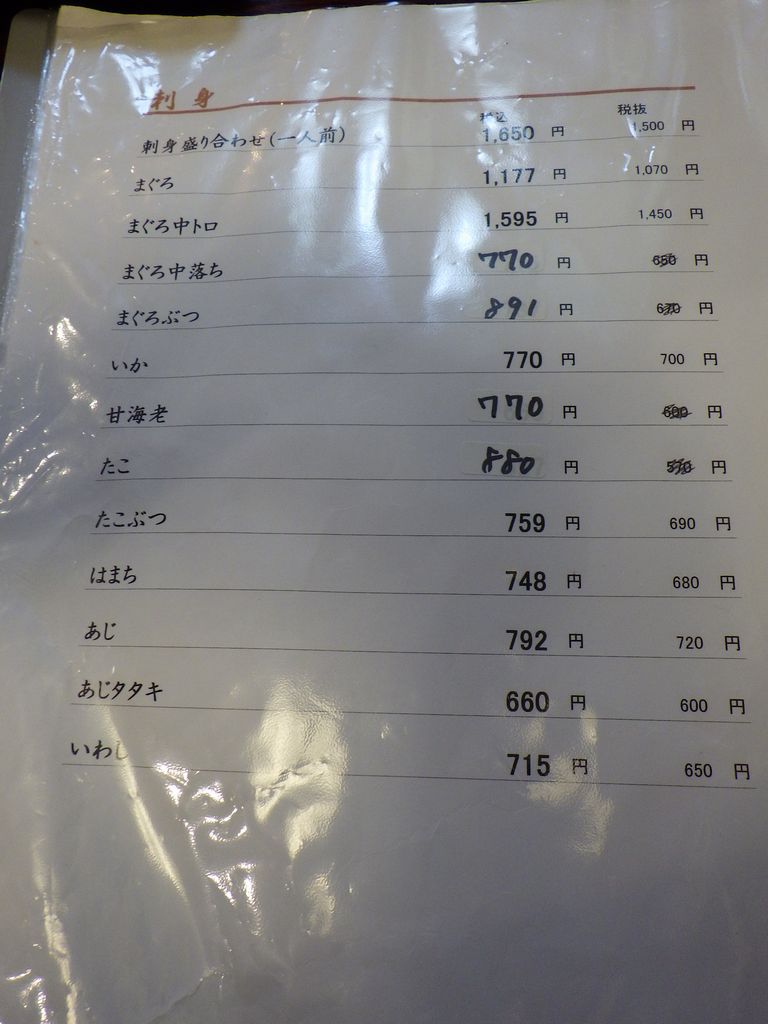 刺身
税込 税抜
刺身盛り合わせ(一人前) 1,650 円 1,500 円
まぐろ 1,177 円 1,070 円
まぐろ中トロ 1,595 円 1,450 円
まぐろ中落ち 770 円 650 円
まぐろぶつ 891 円 670 円
いか 770 円 700 円
甘海老 770 円 600 円
たこ 880 円 570 円
たこぶつ 759 円 690 円
はまち 748 円 680 円
あじ 792 円 720 円
あじタタキ 660 円 600 円
いわし 715 円 650 円